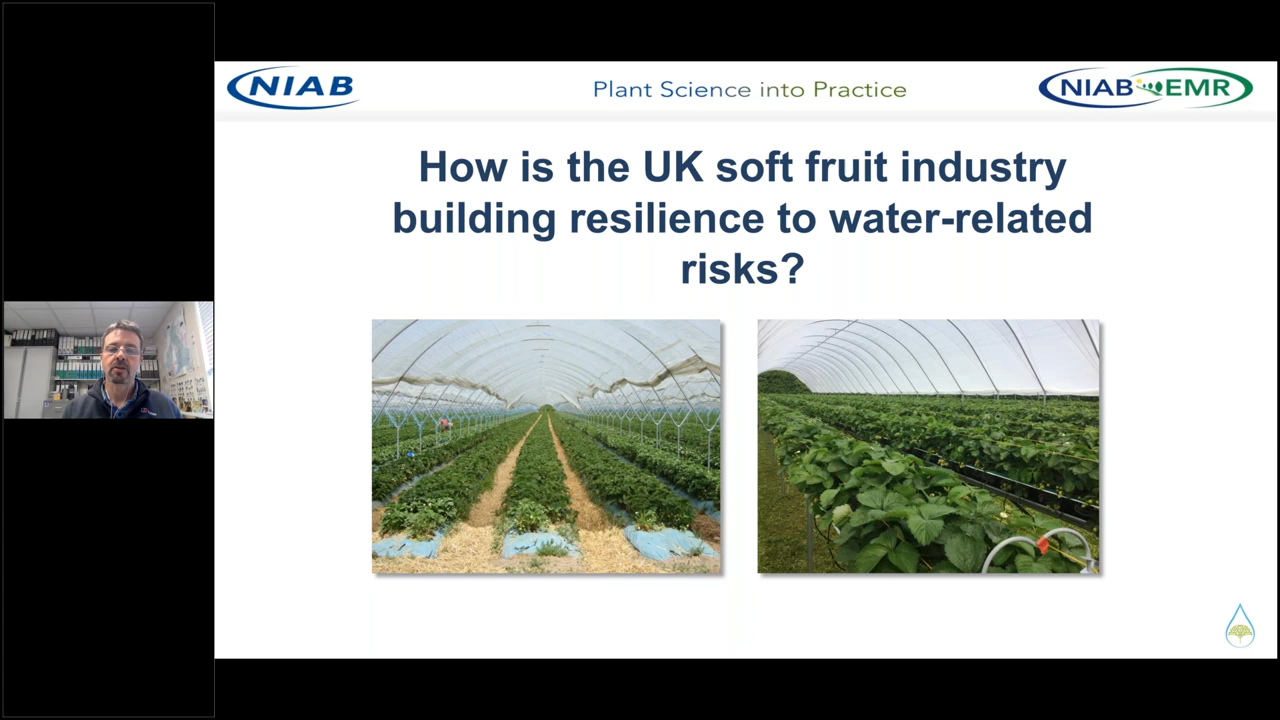 NIAB
Plant Science into Practice
NIAB EMR
How is the UK soft fruit industry
building resilience to water-related
risks?